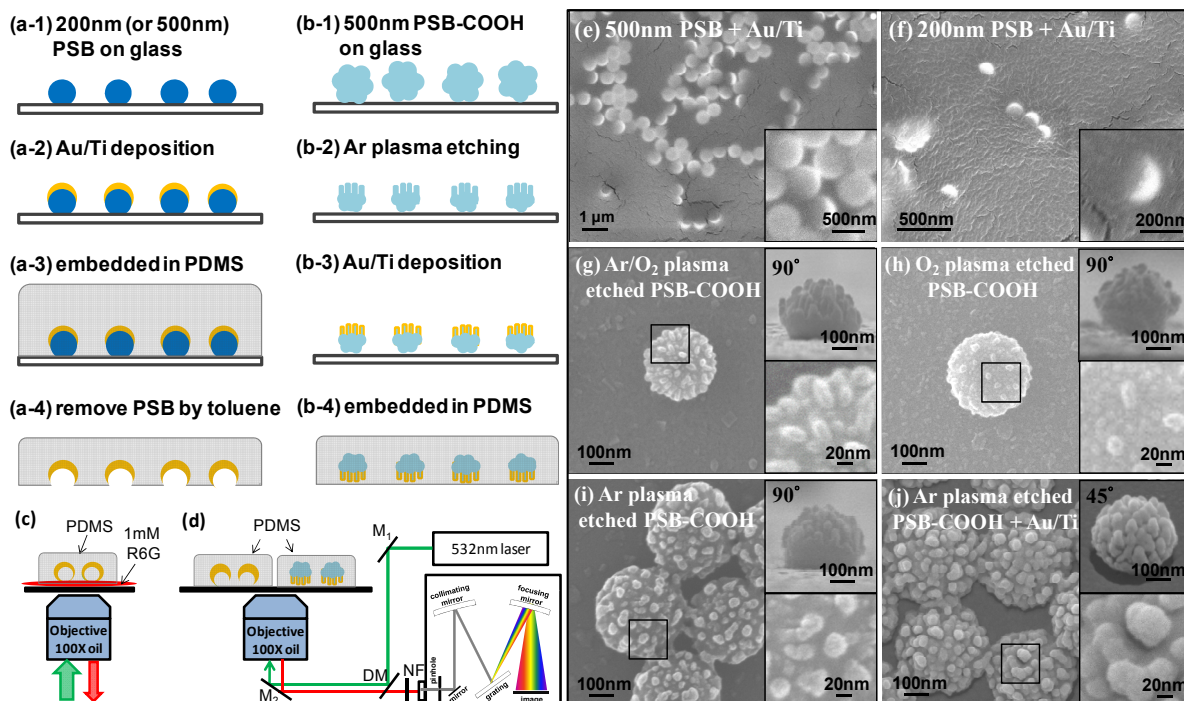 (a-1) 200nm (or 500nm)
PSB on glass
(a-2) Au/Ti deposition
(a-3) embedded in PDMS
(a-4) remove PSB by toluene
(b-1) 500nm PSB-COOH
on glass
(b-2) Ar plasma etching
(b-3) Au/Ti deposition
(b-4) embedded in PDMS
(c)
PDMS
1mM
R6G
Objective
100X oil
(d)
PDMS
M1
532nm laser
collimating
mirror
focusing
mirror
Objective
100X oil
M2
DM
NF
pinhole
mirror
grating
image
(e) 500nm PSB + Au/Ti
1 µm
500nm
(f) 200nm PSB + Au/Ti
500nm
200nm
(g) Ar/O2 plasma
etched PSB-COOH
90°
100nm
100nm
20nm
(h) O2 plasma etched
PSB-COOH
90°
100nm
100nm
20nm
(i) Ar plasma
etched PSB-COOH
90°
100nm
100nm
20nm
(j) Ar plasma etched
PSB-COOH + Au/Ti
45°
100nm
100nm
20nm